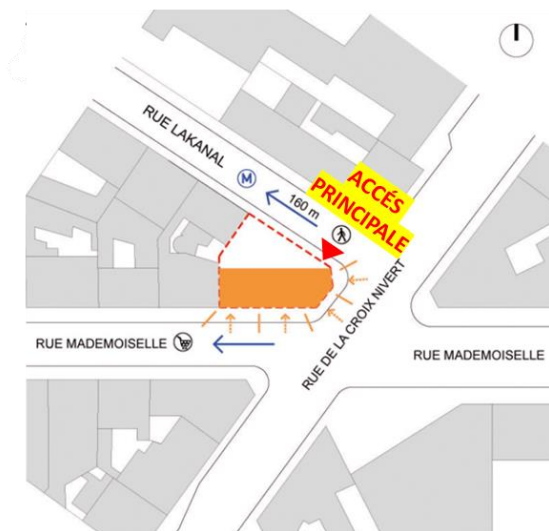 RUE LAKANAL
M
160 m
ACCÉS
PRINCIPALE
RUE DE LA CROIX NIVERT
RUE MADEMOISELLE
RUE MADEMOISELLE